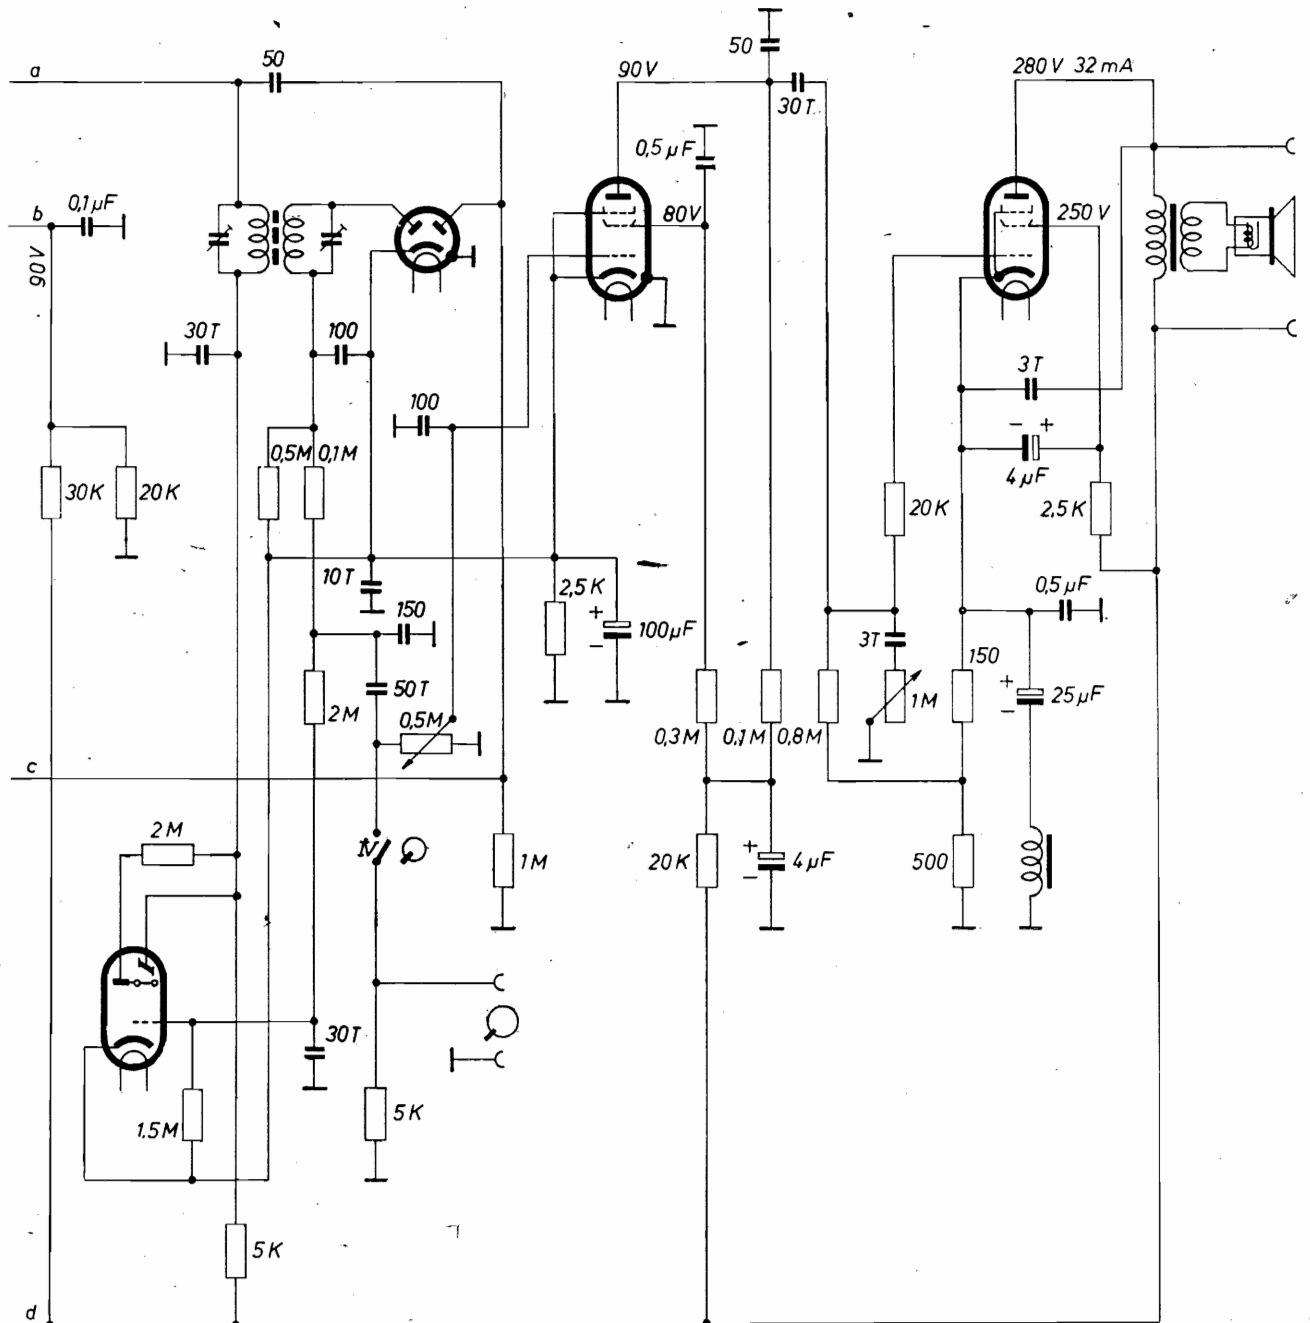 a
50
90V
50
30T
280V 32mA
0,5µF
b
0,1µF
80V
250V
90V
30T
100
3T
100
0,5M
0,1M
- +
4µF
30K
20K
20K
2,5K
10T
2,5K
0,5µF
150
+
-
100µF
3T
150
50T
2M
0,5M
1M
+
-
25µF
0,3M
0,1M
0,8M
c
2M
IV
1M
20K
+
-
4µF
500
30T
5K
1,5M
5K
d